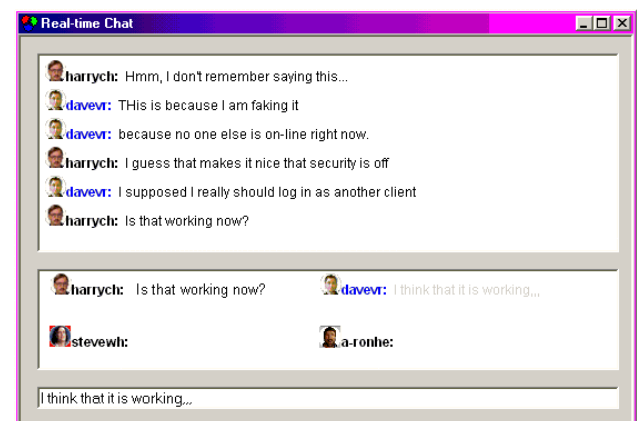 Real-time Chat
harrych: Hmm, I don't remember saying this...
davevr: THis is because I am faking it
davevr: because no one else is on-line right now.
harrych: I guess that makes it nice that security is off
davevr: I supposed I really should log in as another client
harrych: Is that working now?
harrych: Is that working now? davevr: I think that it is working,,,
stevewh: a-ronhe:
I think that it is working,,,